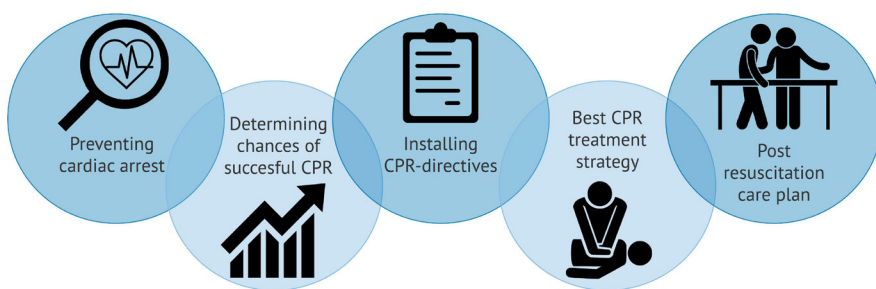 Preventing
cardiac arrest
Determining
chances of
succesful CPR
Installing
CPR-directives
Best CPR
treatment
strategy
Post
resuscitation
care plan